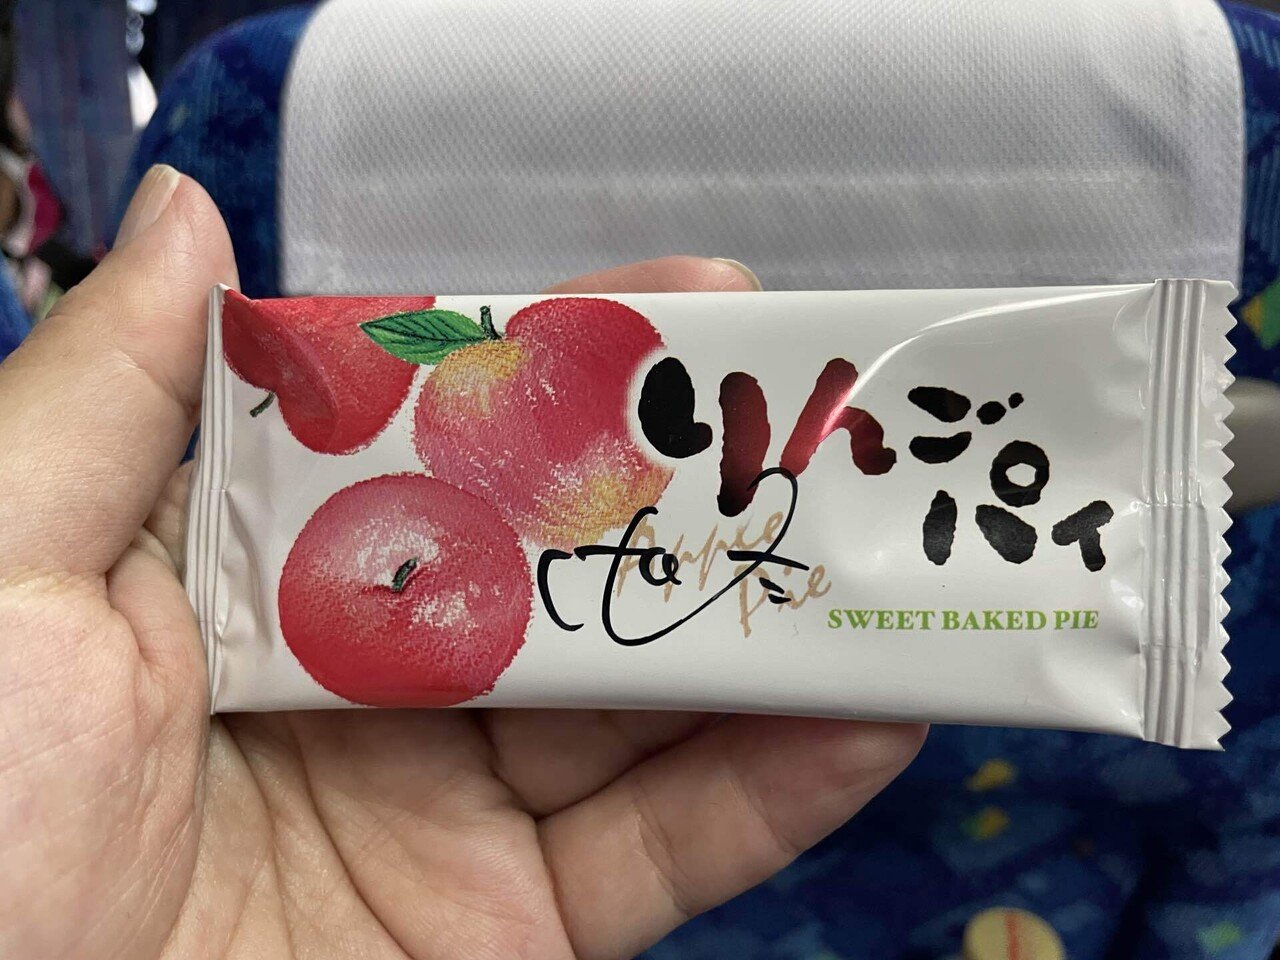 りんご
パイ
Apple
Pie
SWEET BAKED PIE